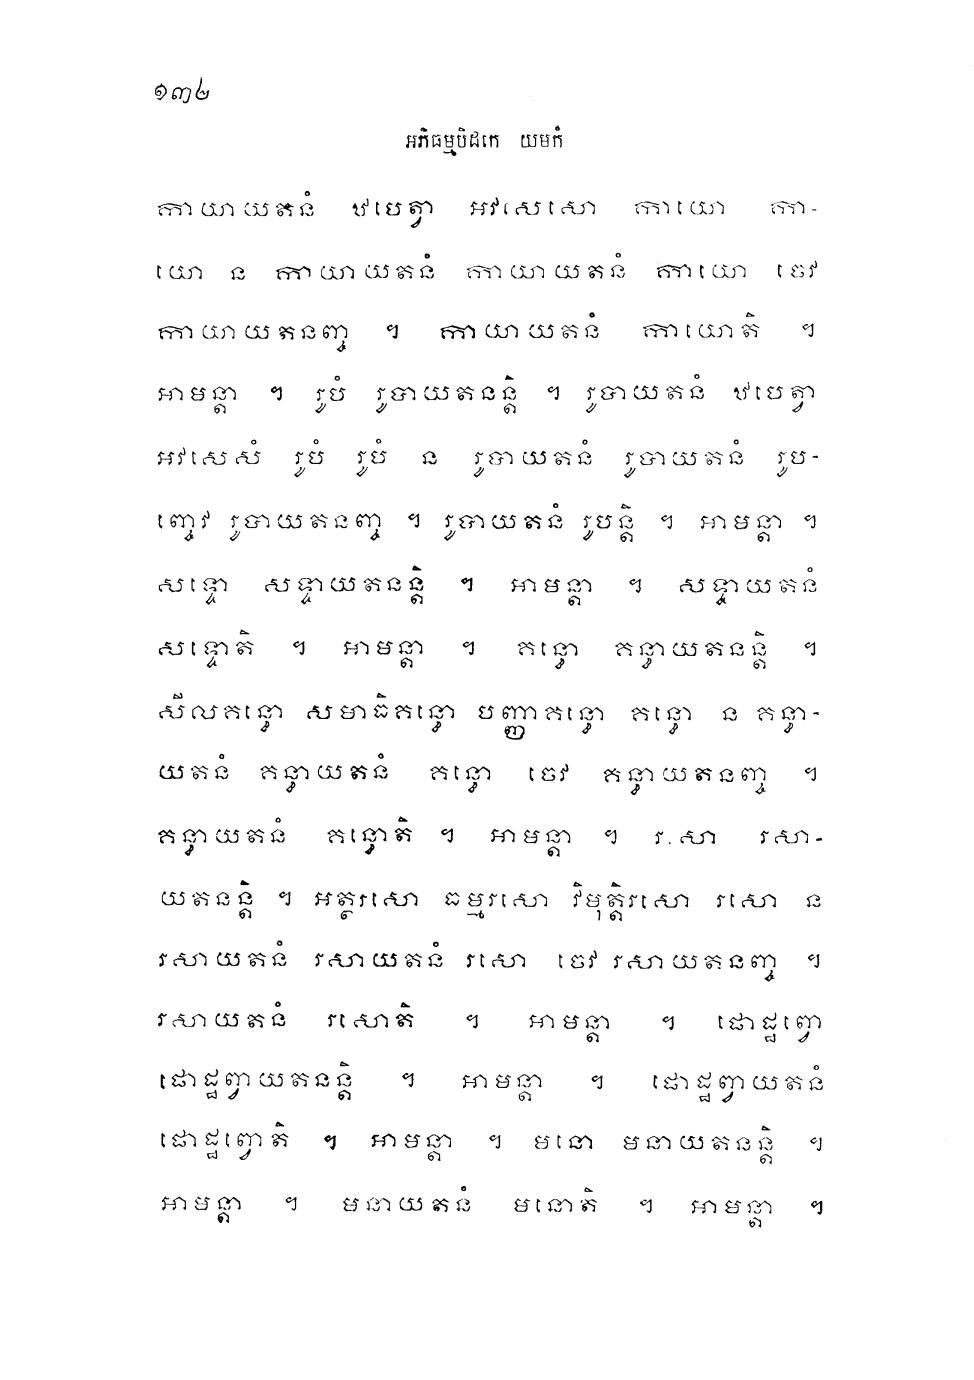 ១៣៤
អភិធម្មបិដកេ យមកំ
កាយាយតនំ ឋបេត្វា អវសេសោ កាយោ កា-
យោ ន កាយាយតនំ កាយាយតនំ កាយោ ចេវ
កាយាយតនញ្ច ។ កាយាយតនំ កាយោតិ ។
អាមន្តា ។ រូបំ រូបាយតនន្តិ ។ រូបាយតនំ ឋបេត្វា
អវសេសំ រូបំ រូបំ ន រូបាយតនំ រូបាយតនំ រូប-
ញ្ចេវ រូបាយតនញ្ច ។ រូបាយតនំ រូបន្តិ ។ អាមន្តា ។
សទ្ទោ សទ្ទាយតនន្តិ ។ អាមន្តា ។ សទ្ទាយតនំ
សទ្ទោតិ ។ អាមន្តា ។ គន្ធោ គន្ធាយតនន្តិ ។
សីលគន្ធោ សមាធិគន្ធោ បញ្ញាគន្ធោ គន្ធោ ន គន្ធា-
យតនំ គន្ធាយតនំ គន្ធោ ចេវ គន្ធាយតនញ្ច ។
គន្ធាយតនំ គន្ធោតិ ។ អាមន្តា ។ រសោ រសា-
យតនន្តិ ។ អត្ថរសោ ធម្មរសោ វិមុត្តិរសោ រសោ ន
រសាយតនំ រសាយតនំ រសោ ចេវ រសាយតនញ្ច ។
រសាយតនំ រសោតិ ។ អាមន្តា ។ ផោដ្ឋព្វោ
ផោដ្ឋព្វាយតនន្តិ ។ អាមន្តា ។ ផោដ្ឋព្វាយតនំ
ផោដ្ឋព្វោតិ ។ អាមន្តា ។ មនោ មនាយតនន្តិ ។
អាមន្តា ។ មនាយតនំ មនោតិ ។ អាមន្តា ។